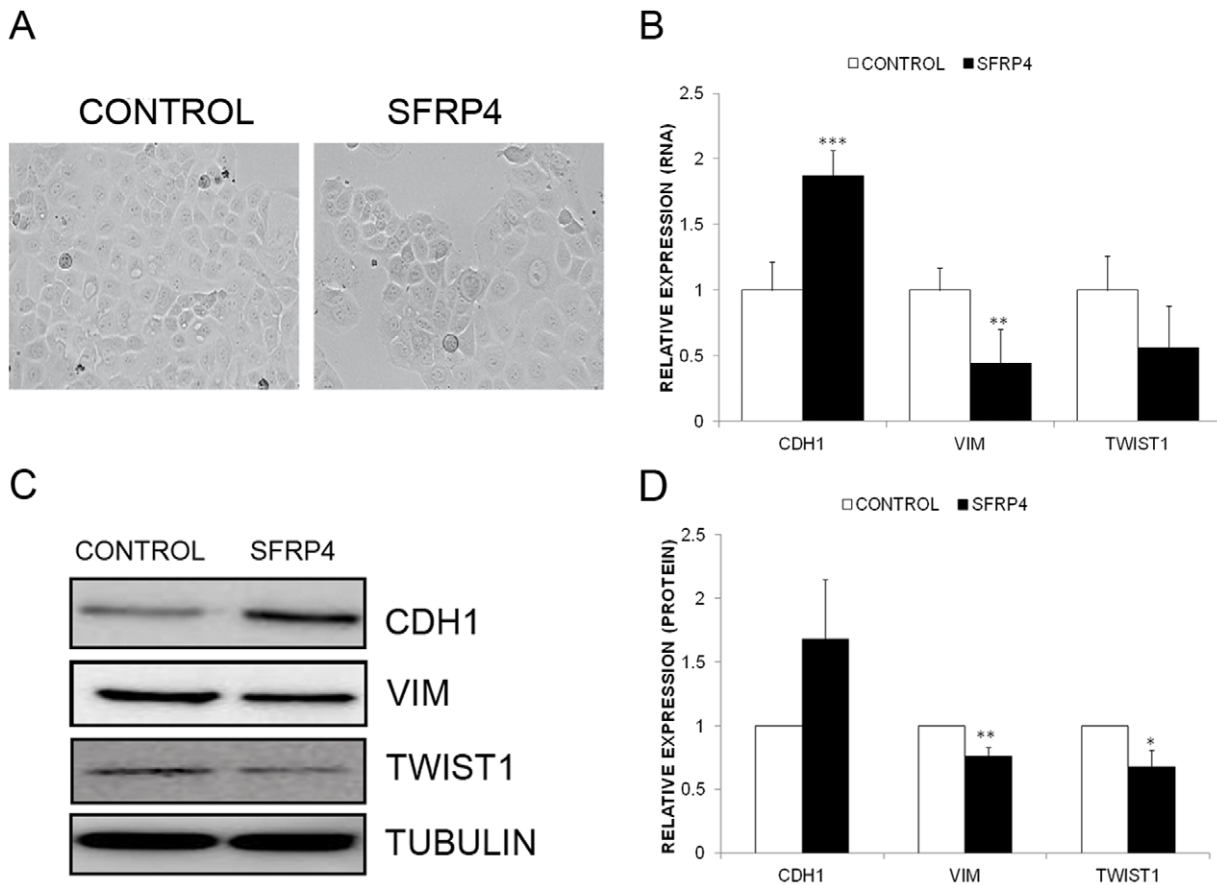 A
CONTROL SFRP4
B
CONTROL SFRP4
RELATIVE EXPRESSION (RNA)
2.5
2
1.5
1
0.5
0
***
**
CDH1 VIM TWIST1
C
CONTROL SFRP4
CDH1
VIM
TWIST1
TUBULIN
D
CONTROL SFRP4
RELATIVE EXPRESSION (PROTEIN)
2.5
2
1.5
1
0.5
0
**
*
CDH1 VIM TWIST1